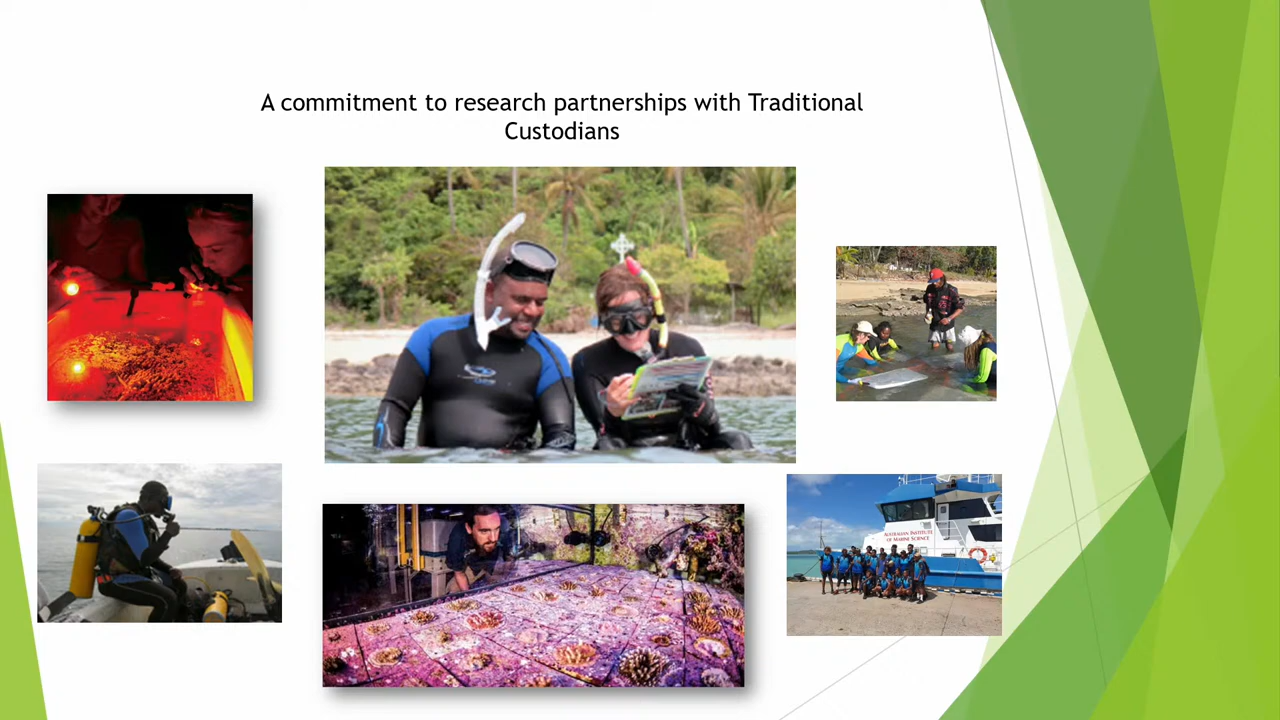 A commitment to research partnerships with Traditional
Custodians
AUSTRALIAN INSTITUTE
OF MARINE SCIENCE